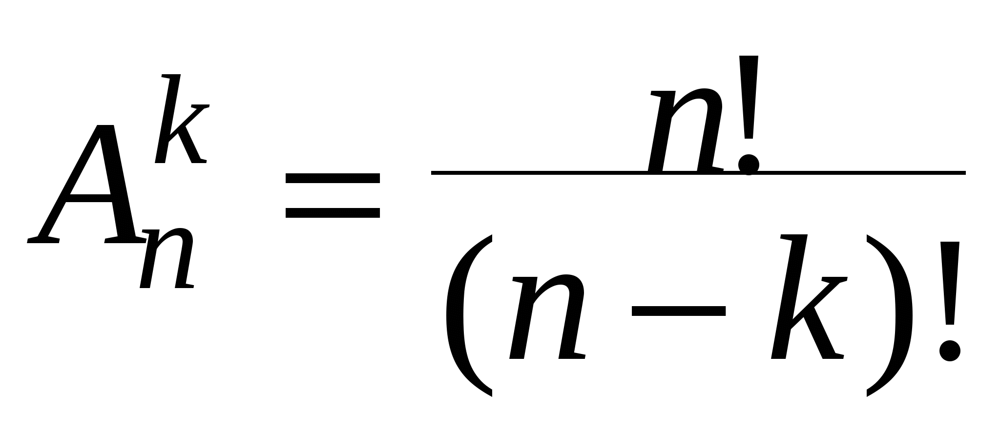 A_n^k = n! / (n − k)!